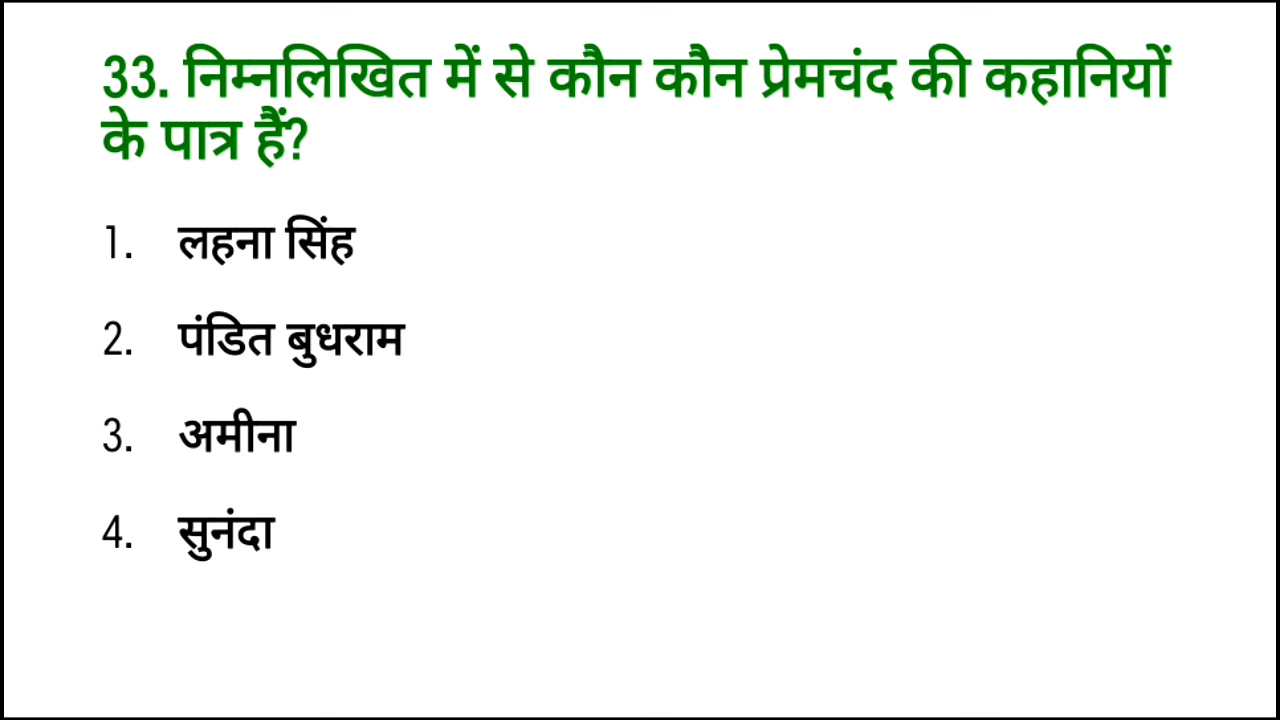 33. निम्नलिखित में से कौन कौन प्रेमचंद की कहानियों
के पात्र हैं?
1. लहना सिंह
2. पंडित बुधराम
3. अमीना
4. सुनंदा